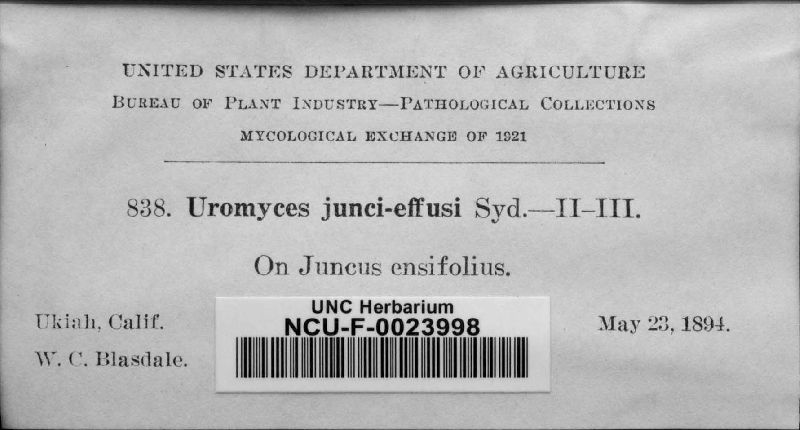 UNITED STATES DEPARTMENT OF AGRICULTURE
BUREAU OF PLANT INDUSTRY—PATHOLOGICAL COLLECTIONS
MYCOLOGICAL EXCHANGE OF 1921
838. Uromyces junci-effusi Syd.—II–III.
On Juncus ensifolius.
Ukiah, Calif.
May 23, 1894.
W. C. Blasdale.
UNC Herbarium
NCU-F-0023998